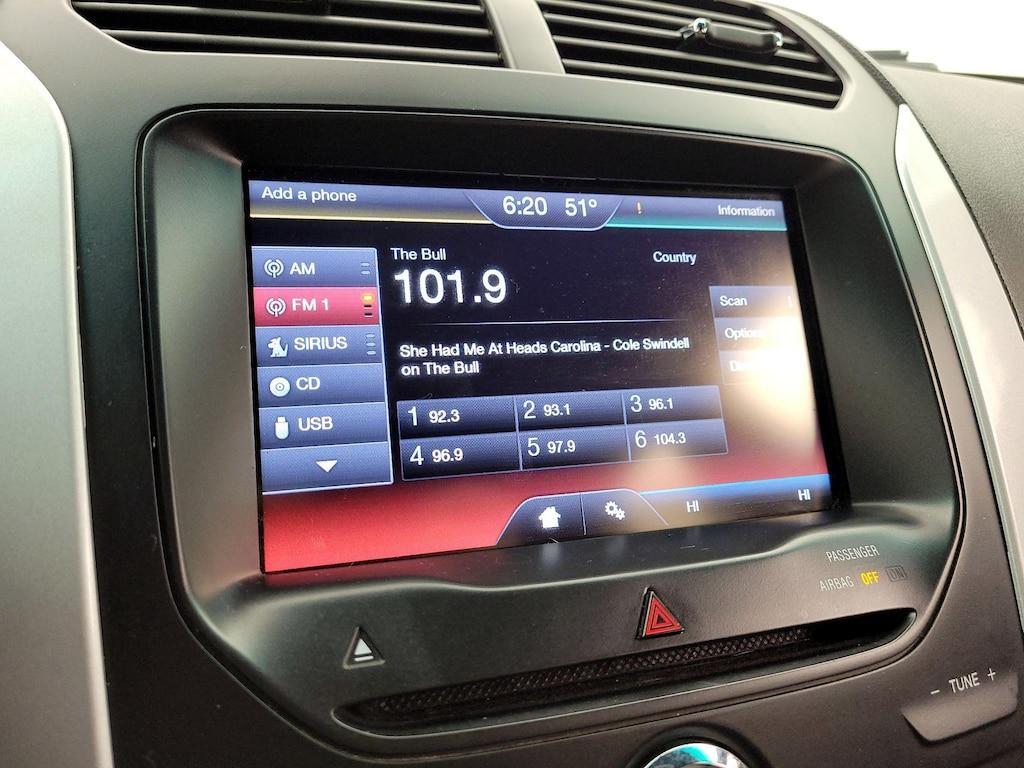 Add a phone
6:20 51°
!
Information
AM
FM 1
SIRIUS
CD
USB
The Bull
101.9
Country
She Had Me At Heads Carolina - Cole Swindell
on The Bull
Scan
Options
1 92.3
2 93.1
3 96.1
4 96.9
5 97.9
6 104.3
HI
HI
PASSENGER
AIRBAG OFF ON
- TUNE +